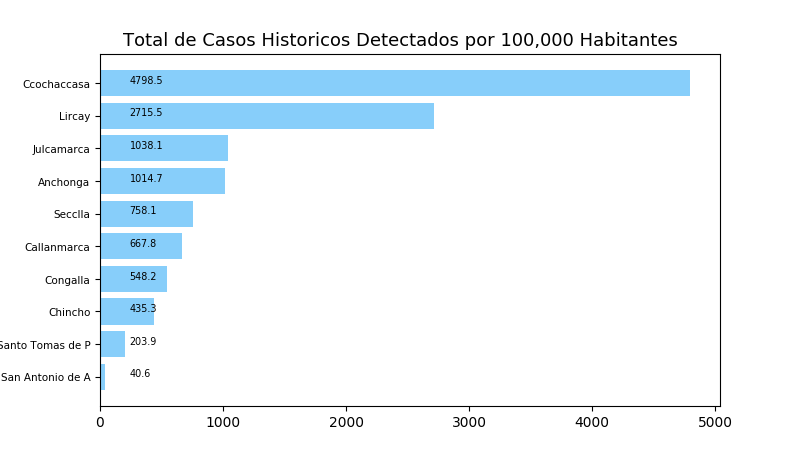 Total de Casos Historicos Detectados por 100,000 Habitantes
Ccochaccasa 4798.5
Lircay 2715.5
Julcamarca 1038.1
Anchonga 1014.7
Secclla 758.1
Callanmarca 667.8
Congalla 548.2
Chincho 435.3
Santo Tomas de P 203.9
San Antonio de A 40.6
0 1000 2000 3000 4000 5000